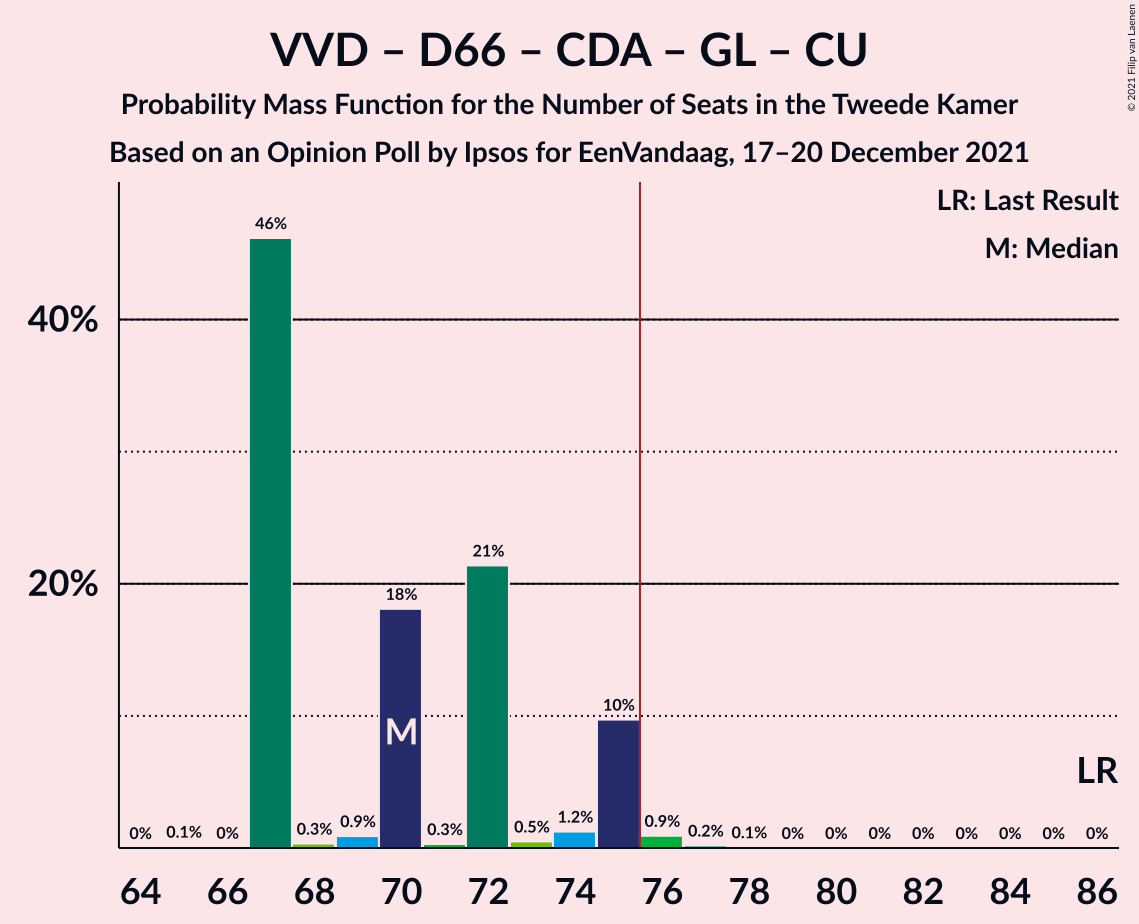 VVD – D66 – CDA – GL – CU
Probability Mass Function for the Number of Seats in the Tweede Kamer
Based on an Opinion Poll by Ipsos for EenVandaag, 17–20 December 2021
© 2021 Filip van Laenen
LR: Last Result
M: Median
46%
40%
21%
20%
18%
10%
M
LR
0% 0.1% 0% 0.3% 0.9% 0.3% 0.5% 1.2% 0.9% 0.2% 0.1% 0% 0% 0% 0% 0% 0% 0% 0%
64 66 68 70 72 74 76 78 80 82 84 86